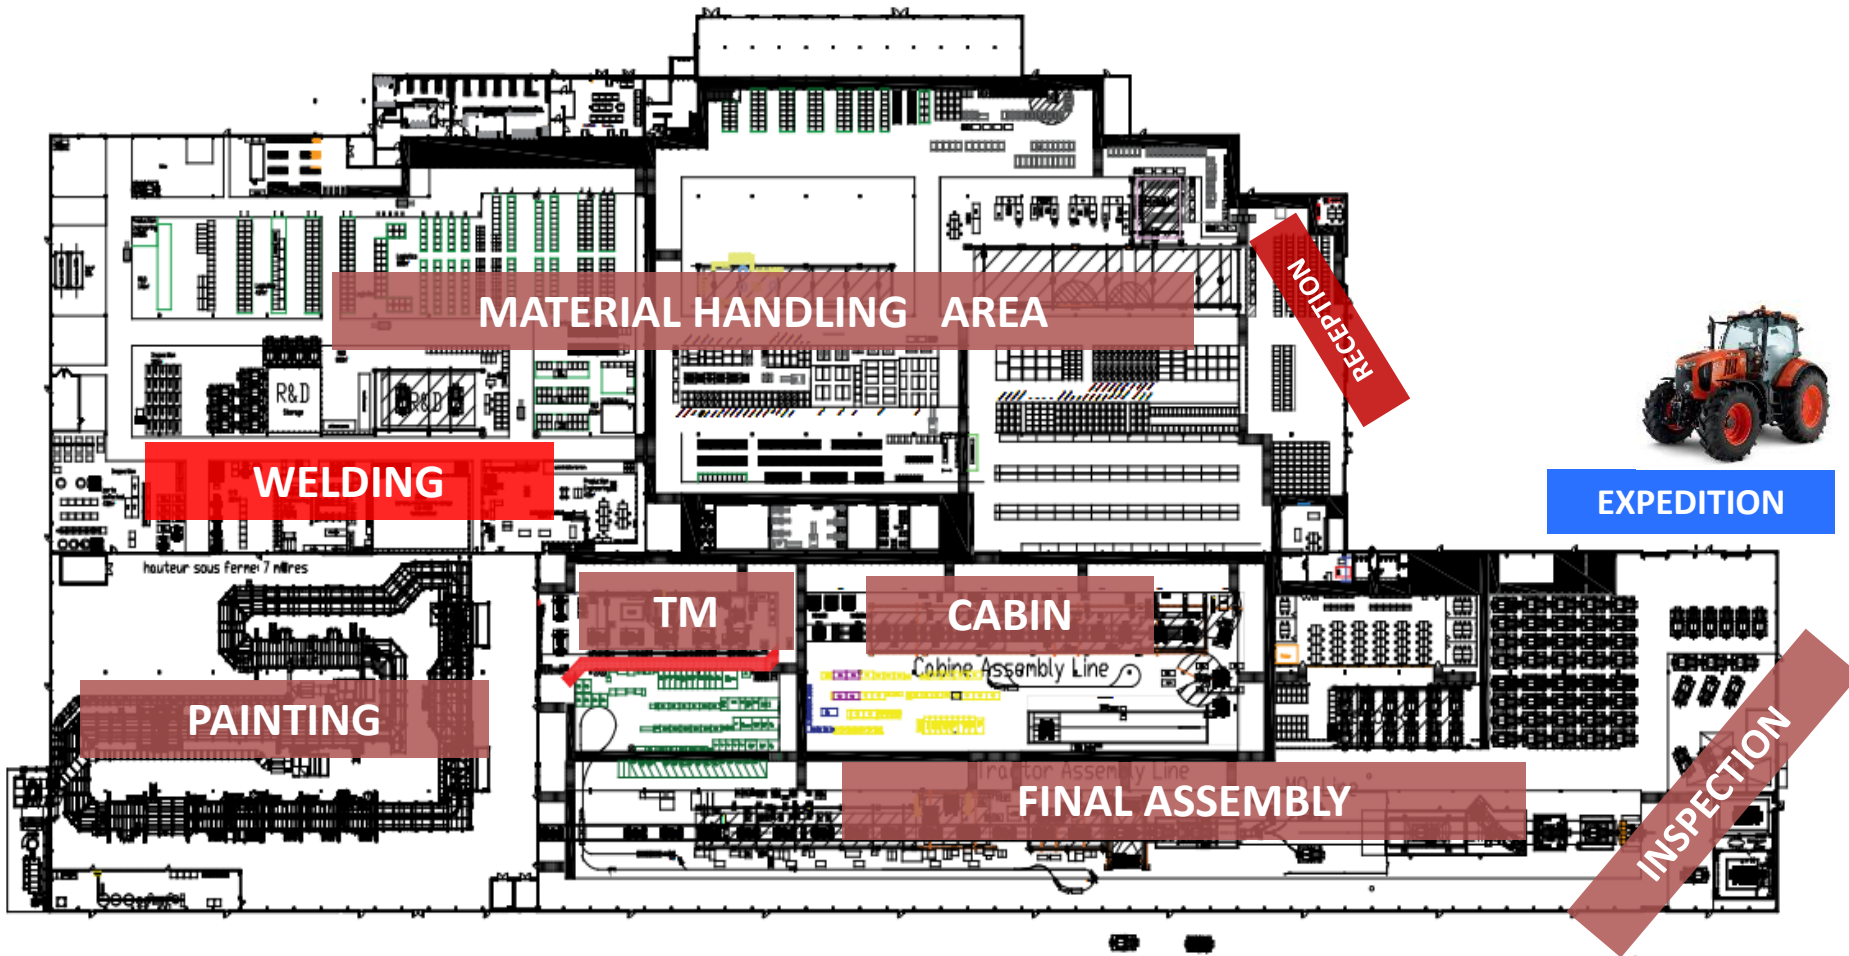 RECEPTION
MATERIAL HANDLING   AREA
R&D
Storage
R&D
WELDING
EXPEDITION
hauteur sous ferme: 7 mètres
TM
CABIN
Cabine Assembly Line
PAINTING
Tractor Assembly Line
FINAL ASSEMBLY
INSPECTION